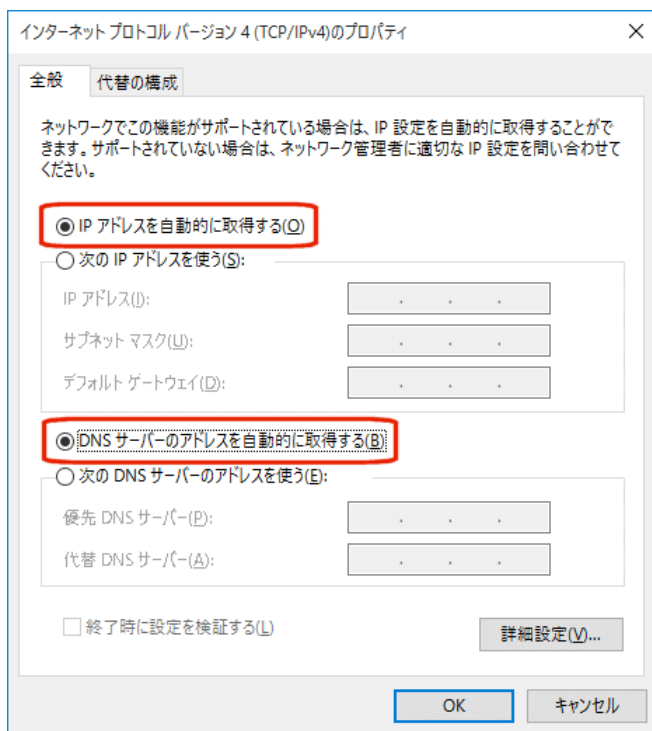 インターネット プロトコル バージョン 4 (TCP/IPv4)のプロパティ
全般
代替の構成
ネットワークでこの機能がサポートされている場合は、IP 設定を自動的に取得することがで
きます。サポートされていない場合は、ネットワーク管理者に適切な IP 設定を問い合わせて
ください。
IP アドレスを自動的に取得する(O)
次の IP アドレスを使う(S):
IP アドレス(I):
サブネット マスク(U):
デフォルト ゲートウェイ(D):
DNS サーバーのアドレスを自動的に取得する(B)
次の DNS サーバーのアドレスを使う(E):
優先 DNS サーバー(P):
代替 DNS サーバー(A):
終了時に設定を検証する(L)
詳細設定(V)...
OK
キャンセル